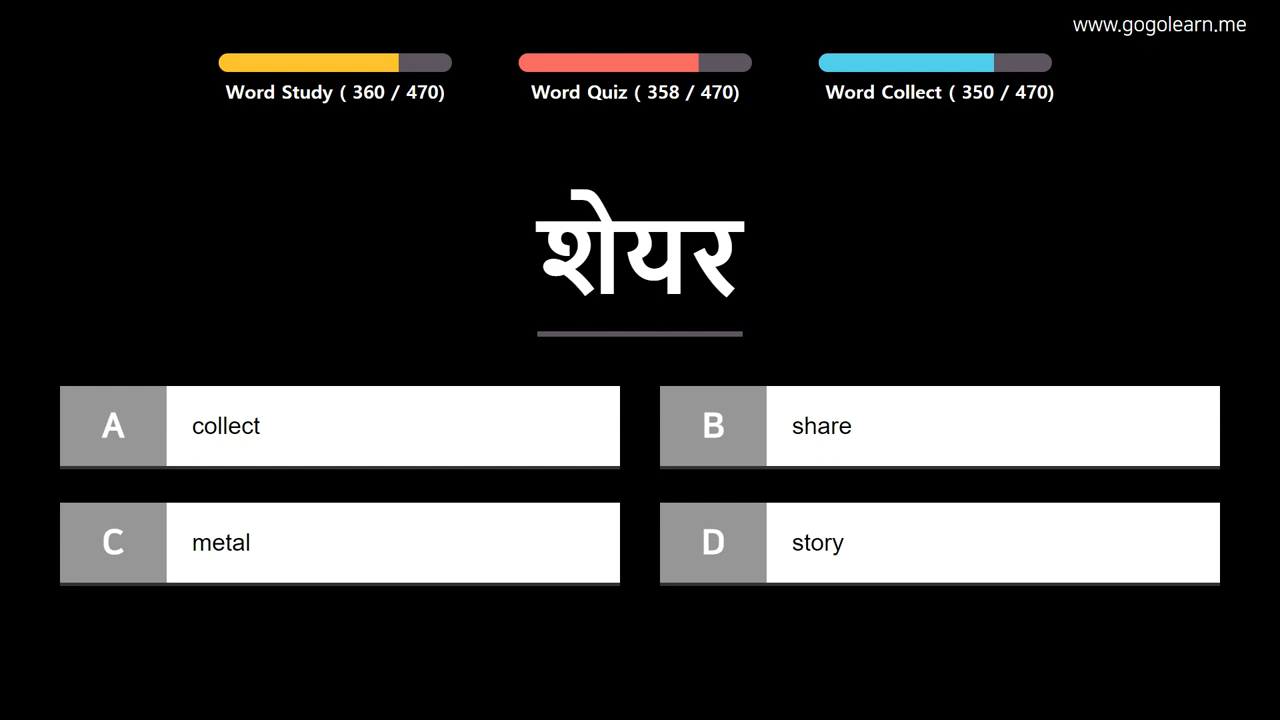 www.gogolearn.me
Word Study ( 360 / 470)
Word Quiz ( 358 / 470)
Word Collect ( 350 / 470)
शेयर
A collect
B share
C metal
D story